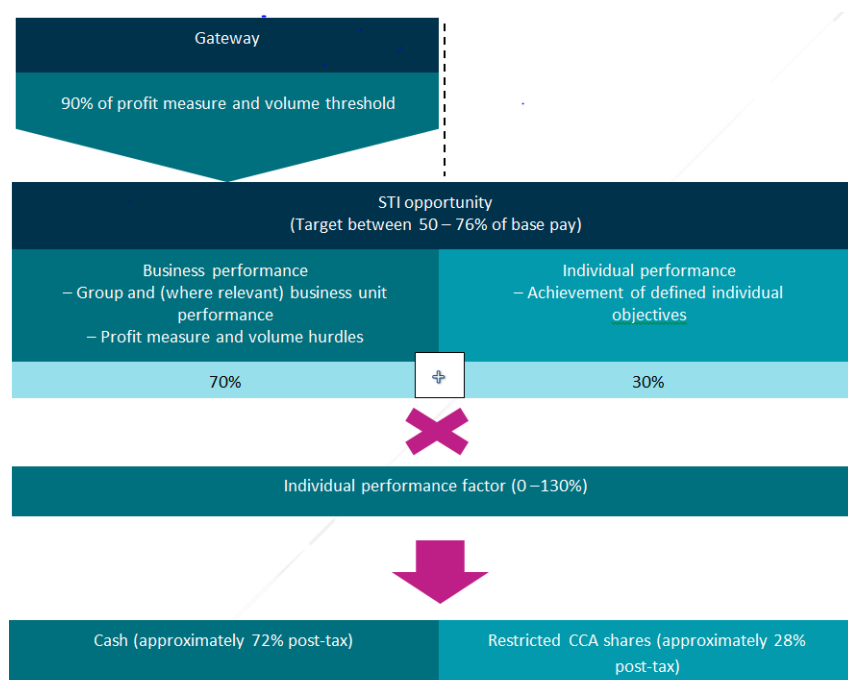 Gateway
90% of profit measure and volume threshold
STI opportunity
(Target between 50 – 76% of base pay)
Business performance
– Group and (where relevant) business unit
performance
– Profit measure and volume hurdles
Individual performance
– Achievement of defined individual
objectives
70%
30%
Individual performance factor (0 –130%)
Cash (approximately 72% post-tax)
Restricted CCA shares (approximately 28%
post-tax)